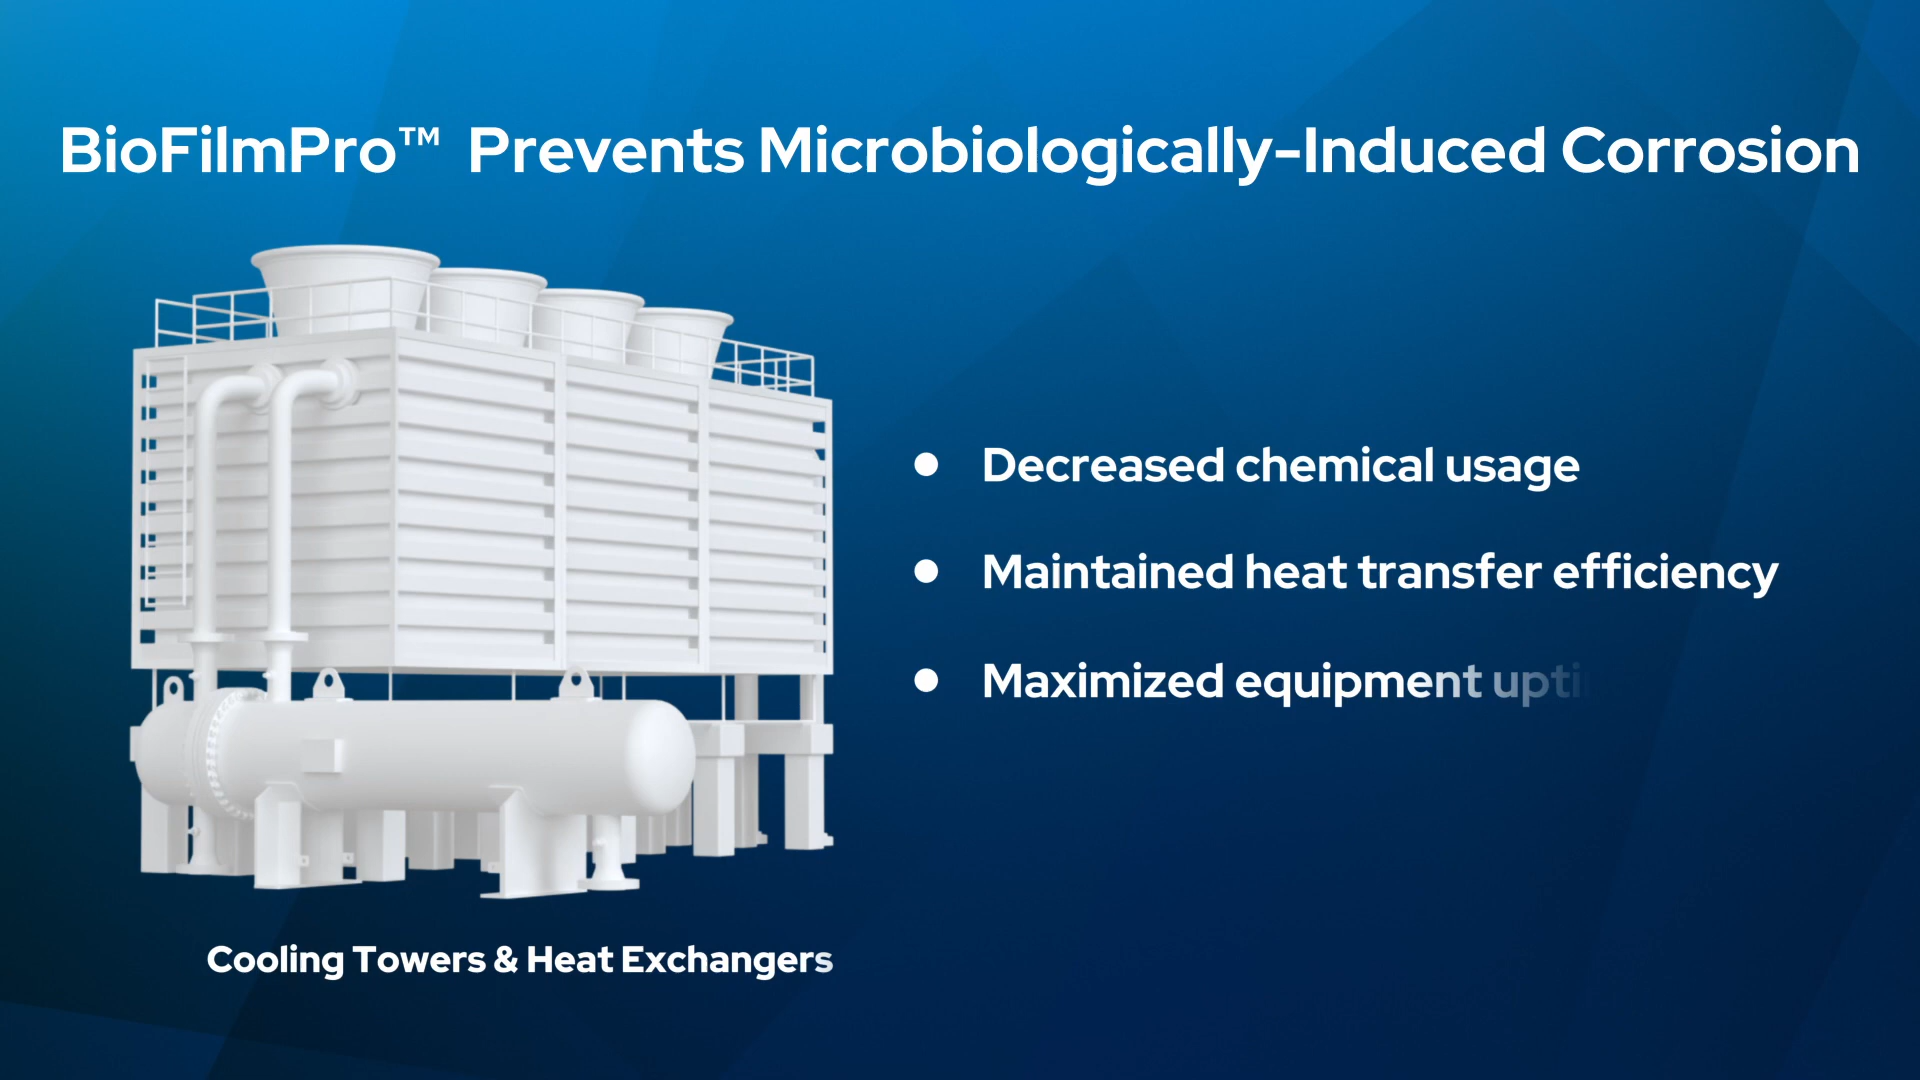 BioFilmPro™ Prevents Microbiologically-Induced Corrosion
Decreased chemical usage
Maintained heat transfer efficiency
Maximized equipment
Cooling Towers & Heat Exchangers